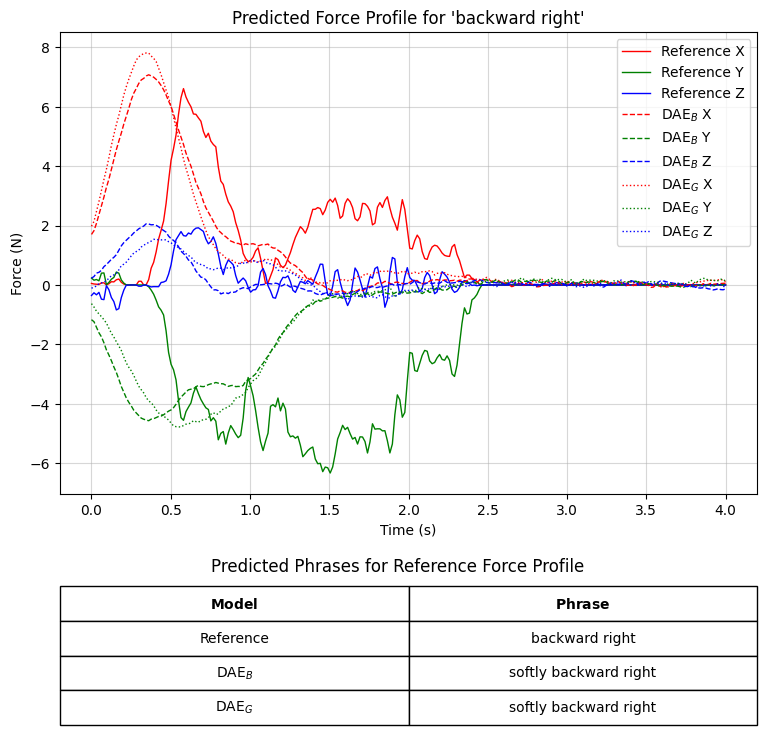 Predicted Force Profile for 'backward right'
8
6
4
2
0
−2
−4
−6
Force (N)
0.0 0.5 1.0 1.5 2.0 2.5 3.0 3.5 4.0
Time (s)
Reference X
Reference Y
Reference Z
DAE_B X
DAE_B Y
DAE_B Z
DAE_G X
DAE_G Y
DAE_G Z
Predicted Phrases for Reference Force Profile
Model Phrase
Reference backward right
DAE_B softly backward right
DAE_G softly backward right